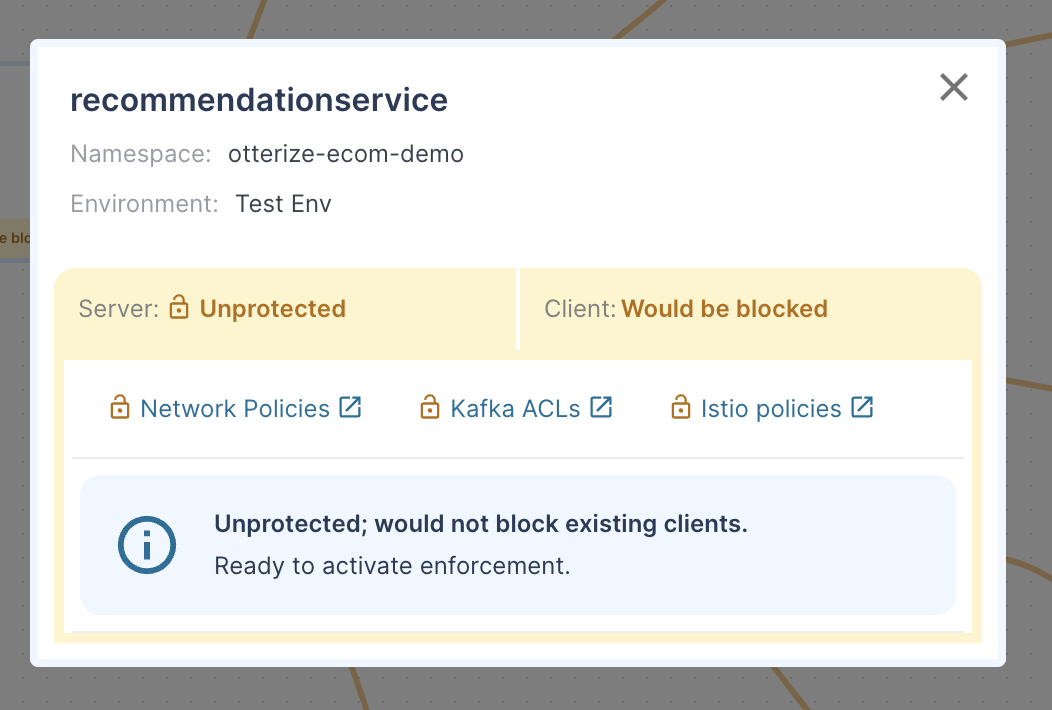 recommendationservice
Namespace: otterize-ecom-demo
Environment: Test Env
Server: Unprotected
Client: Would be blocked
Network Policies Kafka ACLs Istio policies
Unprotected; would not block existing clients.
Ready to activate enforcement.